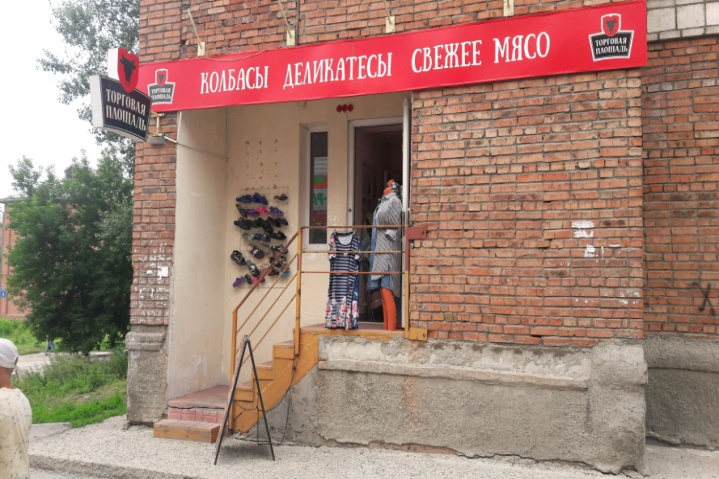 КОЛБАСЫ ДЕЛИКАТЕСЫ СВЕЖЕЕ МЯСО
ТОРГОВАЯ
ПЛОЩАДЬ
ТОРГОВАЯ
ПЛОЩАДЬ
ТОРГОВАЯ
ПЛОЩАДЬ